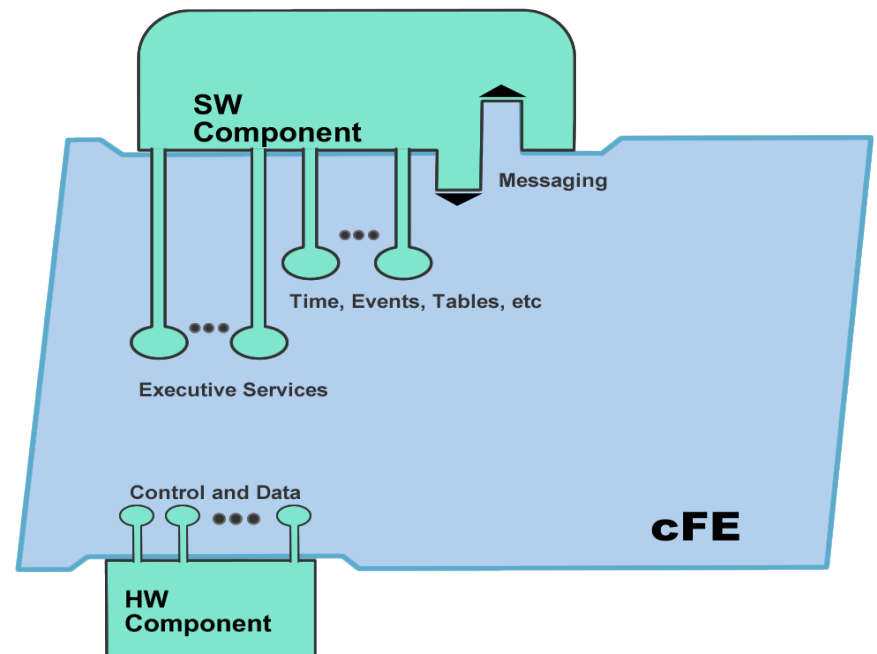 SW
Component
Messaging
Time, Events, Tables, etc
Executive Services
Control and Data
cFE
HW
Component